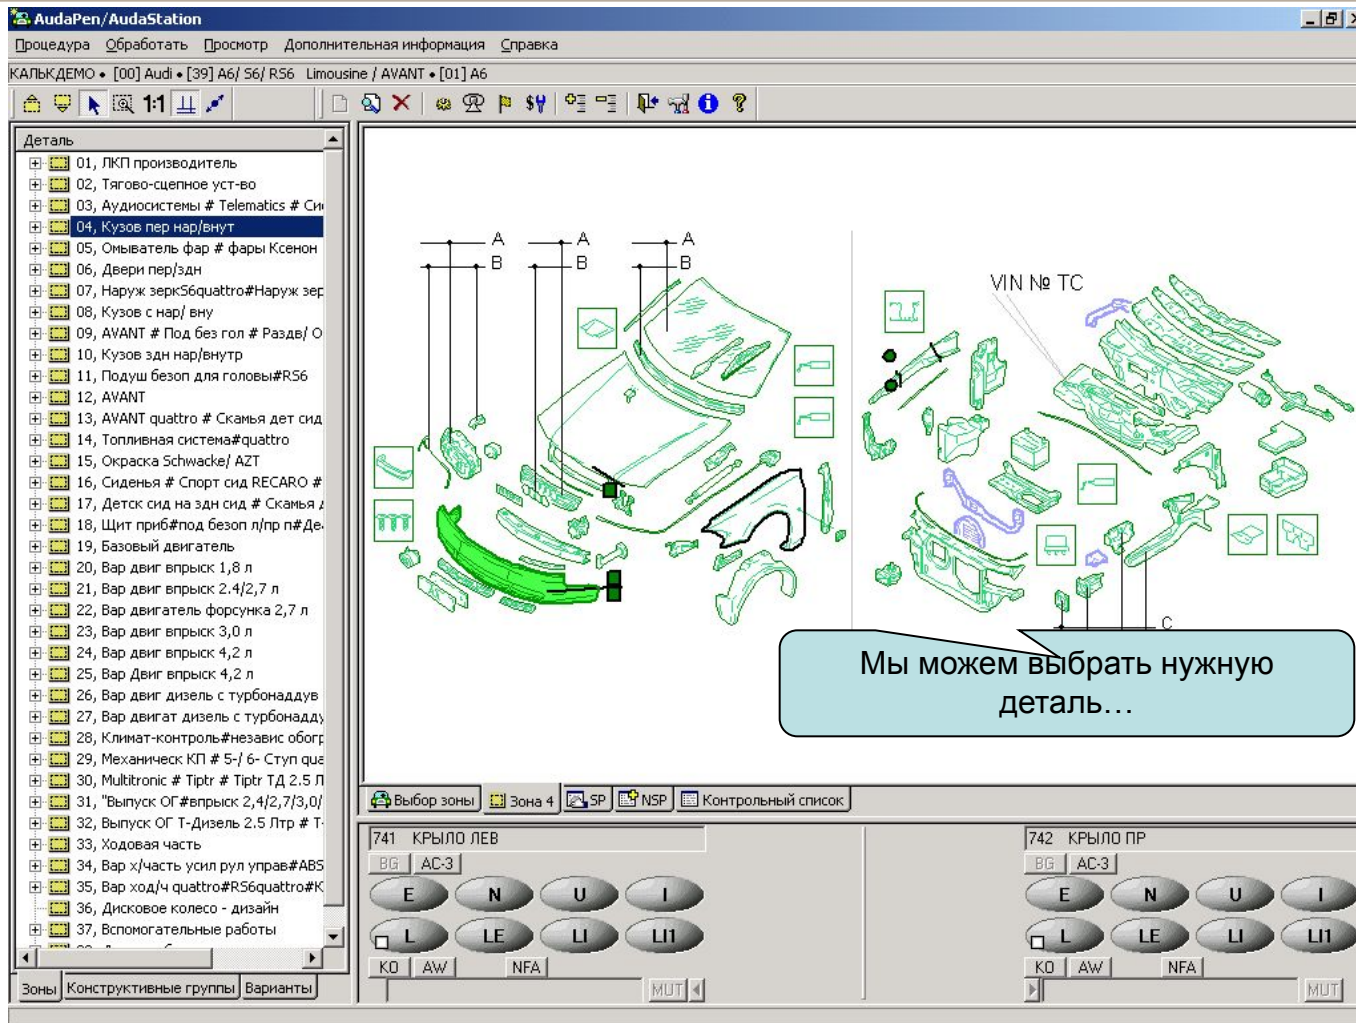 AudaPen/AudaStation
Процедура Обработать Просмотр Дополнительная информация Справка
КАЛЬКДЕМО • [00] Audi • [39] A6/ S6/ RS6 Limousine / AVANT • [01] A6
1:1
Деталь
01, ЛКП производитель
02, Тягово-сцепное уст-во
03, Аудиосистемы # Telematics # Си
04, Кузов пер нар/внут
05, Омыватель фар # фары Ксенон
06, Двери пер/здн
07, Наруж зеркS6quattro#Наруж зер
08, Кузов с нар/ вну
09, AVANT # Под без гол # Раздв/ О
10, Кузов здн нар/внутр
11, Подуш безоп для головы#RS6
12, AVANT
13, AVANT quattro # Скамья дет сид
14, Топливная система#quattro
15, Окраска Schwacke/ AZT
16, Сиденья # Спорт сид RECARO #
17, Детск сид на здн сид # Скамья д
18, Щит приб#под безоп л/пр п#Де
19, Базовый двигатель
20, Вар двиг впрыск 1,8 л
21, Вар двиг впрыск 2.4/2,7 л
22, Вар двигатель форсунка 2,7 л
23, Вар двиг впрыск 3,0 л
24, Вар двиг впрыск 4,2 л
25, Вар Двиг впрыск 4,2 л
26, Вар двиг дизель с турбонаддув
27, Вар двигат дизель с турбонадду
28, Климат-контроль#независ обогр
29, Механическ КП # 5-/ 6- Ступ qua
30, Multitronic # Tiptr # Tiptr ТД 2.5 Л
31, "Выпуск ОГ#впрыск 2,4/2,7/3,0/
32, Выпуск ОГ Т-Дизель 2.5 Лтр # Т-
33, Ходовая часть
34, Вар х/часть усил рул управ#ABS
35, Вар ход/ч quattro#RS6quattro#К
36, Дисковое колесо - дизайн
37, Вспомогательные работы
Зоны Конструктивные группы Варианты
A A A
B B B
VIN № ТС
C
Мы можем выбрать нужную
деталь…
Выбор зоны Зона 4 SP NSP Контрольный список
741 КРЫЛО ЛЕВ
BG AC-3
E N U I
L LE LI LI1
KO AW NFA
MUT
742 КРЫЛО ПР
BG AC-3
E N U I
L LE LI LI1
KO AW NFA
MUT